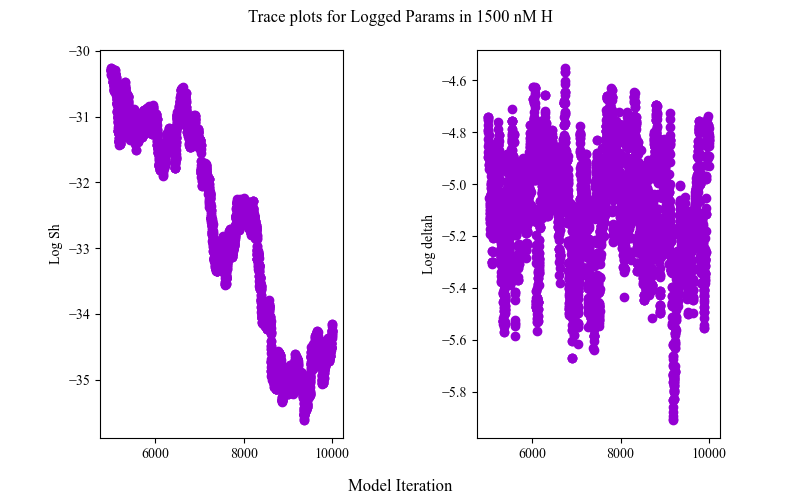 Trace plots for Logged Params in 1500 nM H
Log Sh
−30
−31
−32
−33
−34
−35
6000 8000 10000
Log deltah
−4.6
−4.8
−5.0
−5.2
−5.4
−5.6
−5.8
6000 8000 10000
Model Iteration